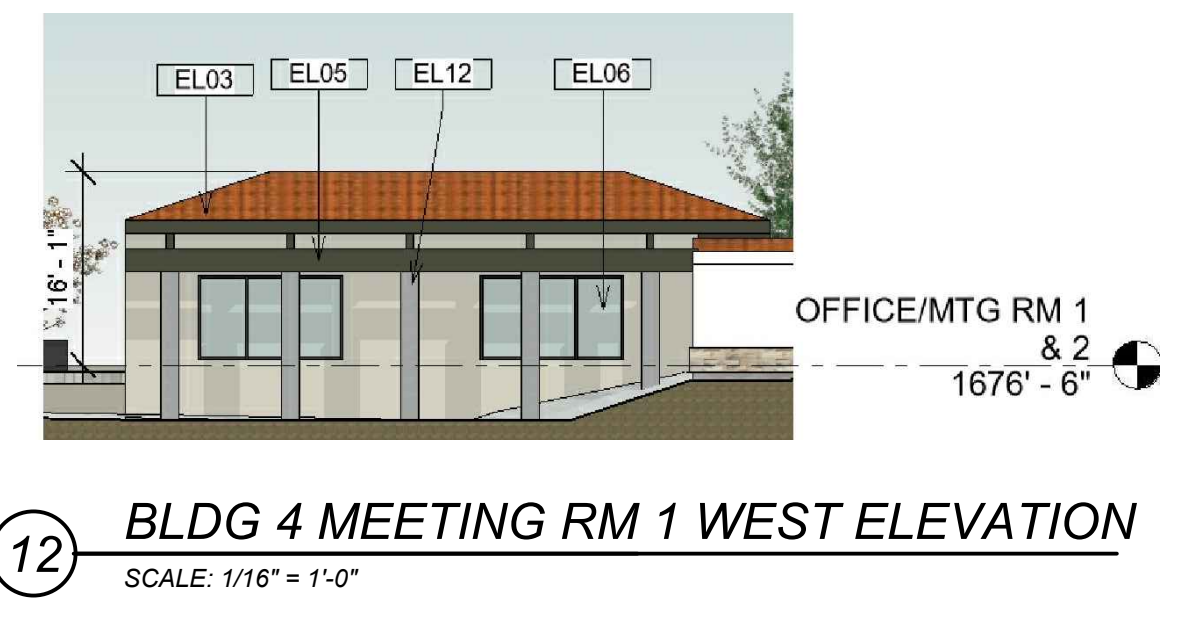 EL03 EL05 EL12 EL06
16' - 1"
OFFICE/MTG RM 1
& 2
1676' - 6"
12
BLDG 4 MEETING RM 1 WEST ELEVATION
SCALE: 1/16" = 1'-0"